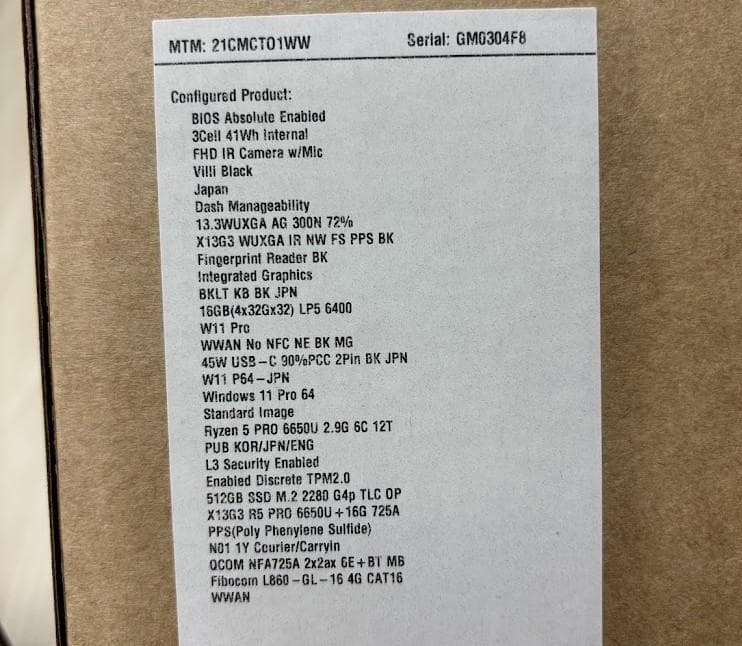 MTM: 21CMCTO1WW Serial: GM0304F8
Configured Product:
BIOS Absolute Enabled
3Cell 41Wh Internal
FHD IR Camera w/Mic
Villi Black
Japan
Dash Manageability
13.3WUXGA AG 300N 72%
X13G3 WUXGA IR NW FS PPS BK
Fingerprint Reader BK
Integrated Graphics
BKLT KB BK JPN
16GB(4x32Gx32) LP5 6400
W11 Pro
WWAN No NFC NE BK MG
45W USB-C 90%PCC 2Pin BK JPN
W11 P64-JPN
Windows 11 Pro 64
Standard Image
Ryzen 5 PRO 6650U 2.9G 6C 12T
PUB KOR/JPN/ENG
L3 Security Enabled
Enabled Discrete TPM2.0
512GB SSD M.2 2280 G4p TLC OP
X13G3 R5 PRO 6650U+16G 725A
PPS(Poly Phenylene Sulfide)
N01 1Y Courier/Carryin
QCOM NFA725A 2x2ax 6E+BT MB
Fibocom L860-GL-16 4G CAT16
WWAN